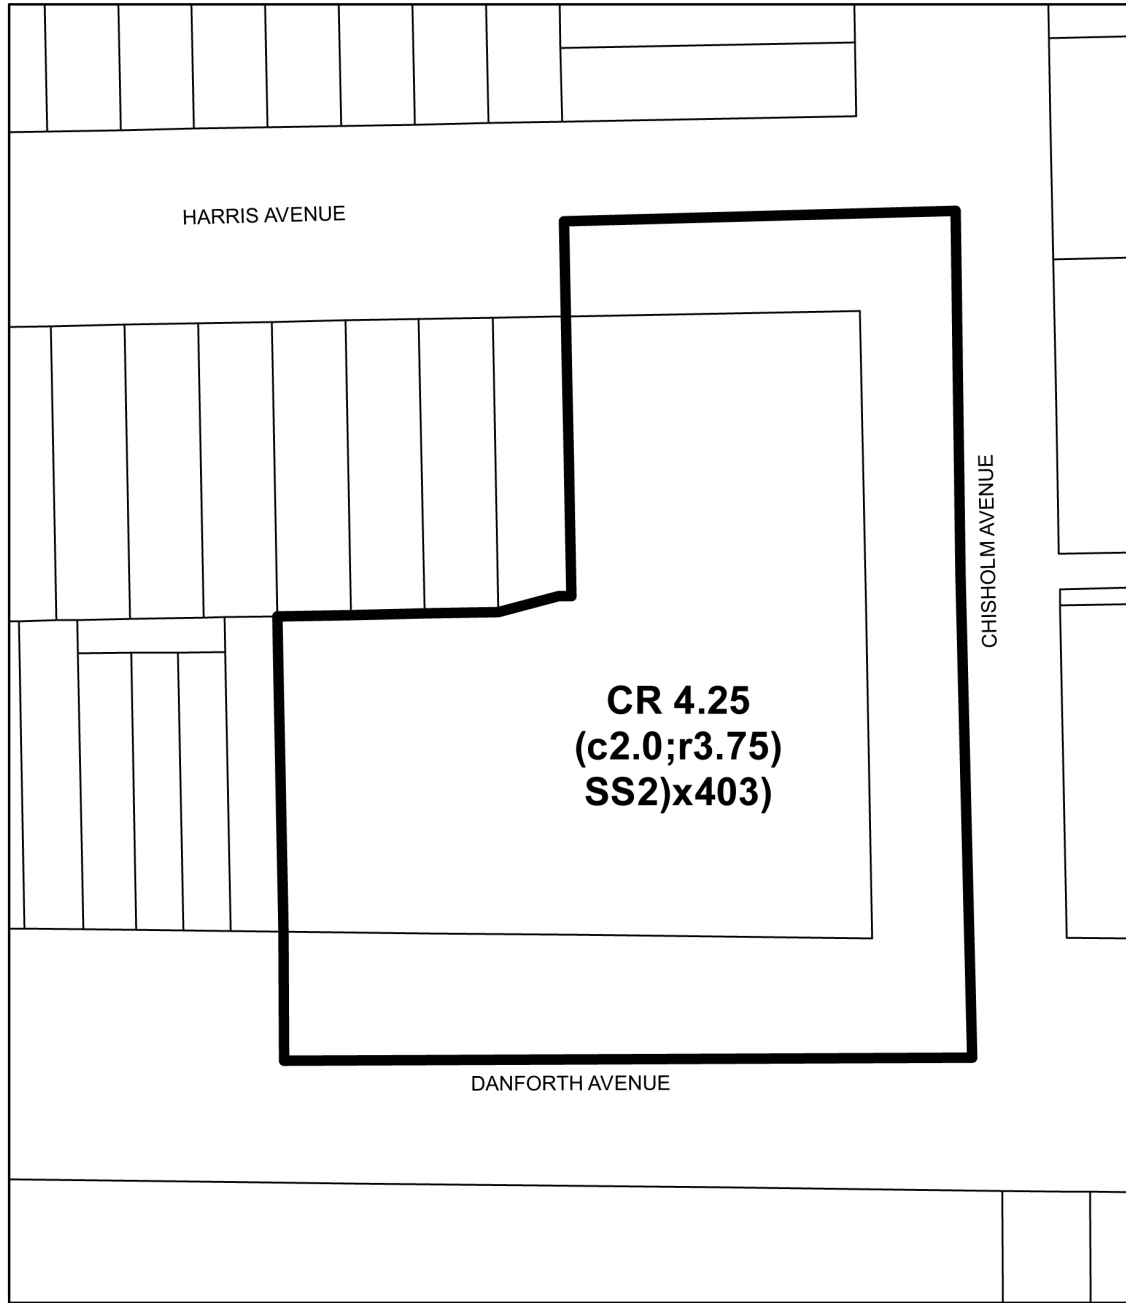 HARRIS AVENUE
CHISHOLM AVENUE
CR 4.25
(c2.0;r3.75)
SS2)x403)
DANFORTH AVENUE